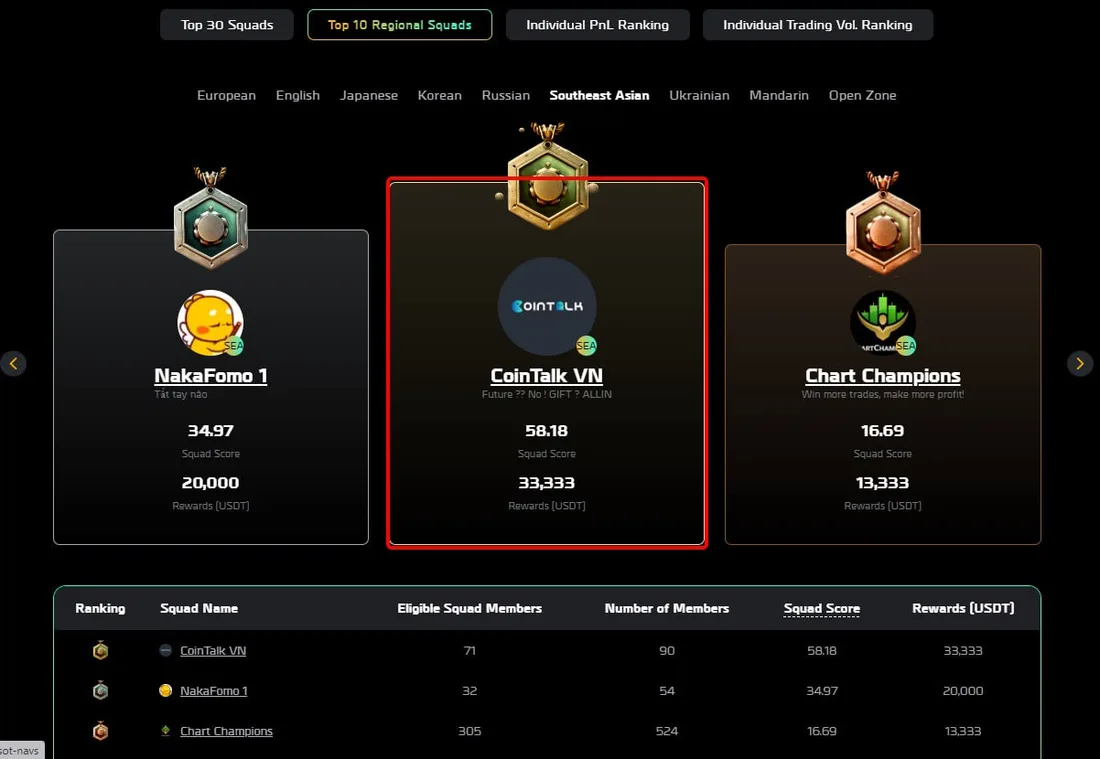 Top 30 Squads
Top 10 Regional Squads
Individual PnL Ranking
Individual Trading Vol. Ranking
European
English
Japanese
Korean
Russian
Southeast Asian
Ukrainian
Mandarin
Open Zone
SEA
NakaFomo 1
Tất tay nào
34.97
Squad Score
20,000
Rewards (USDT)
COINTALK
SEA
CoinTalk VN
Future ?? No ! GIFT ? ALLIN
58.18
Squad Score
33,333
Rewards (USDT)
ARTCHAM
SEA
Chart Champions
Win more trades, make more profit!
16.69
Squad Score
13,333
Rewards (USDT)
Ranking Squad Name Eligible Squad Members Number of Members Squad Score Rewards (USDT)
CoinTalk VN 71 90 58.18 33,333
NakaFomo 1 32 54 34.97 20,000
Chart Champions 305 524 16.69 13,333
sot-navs